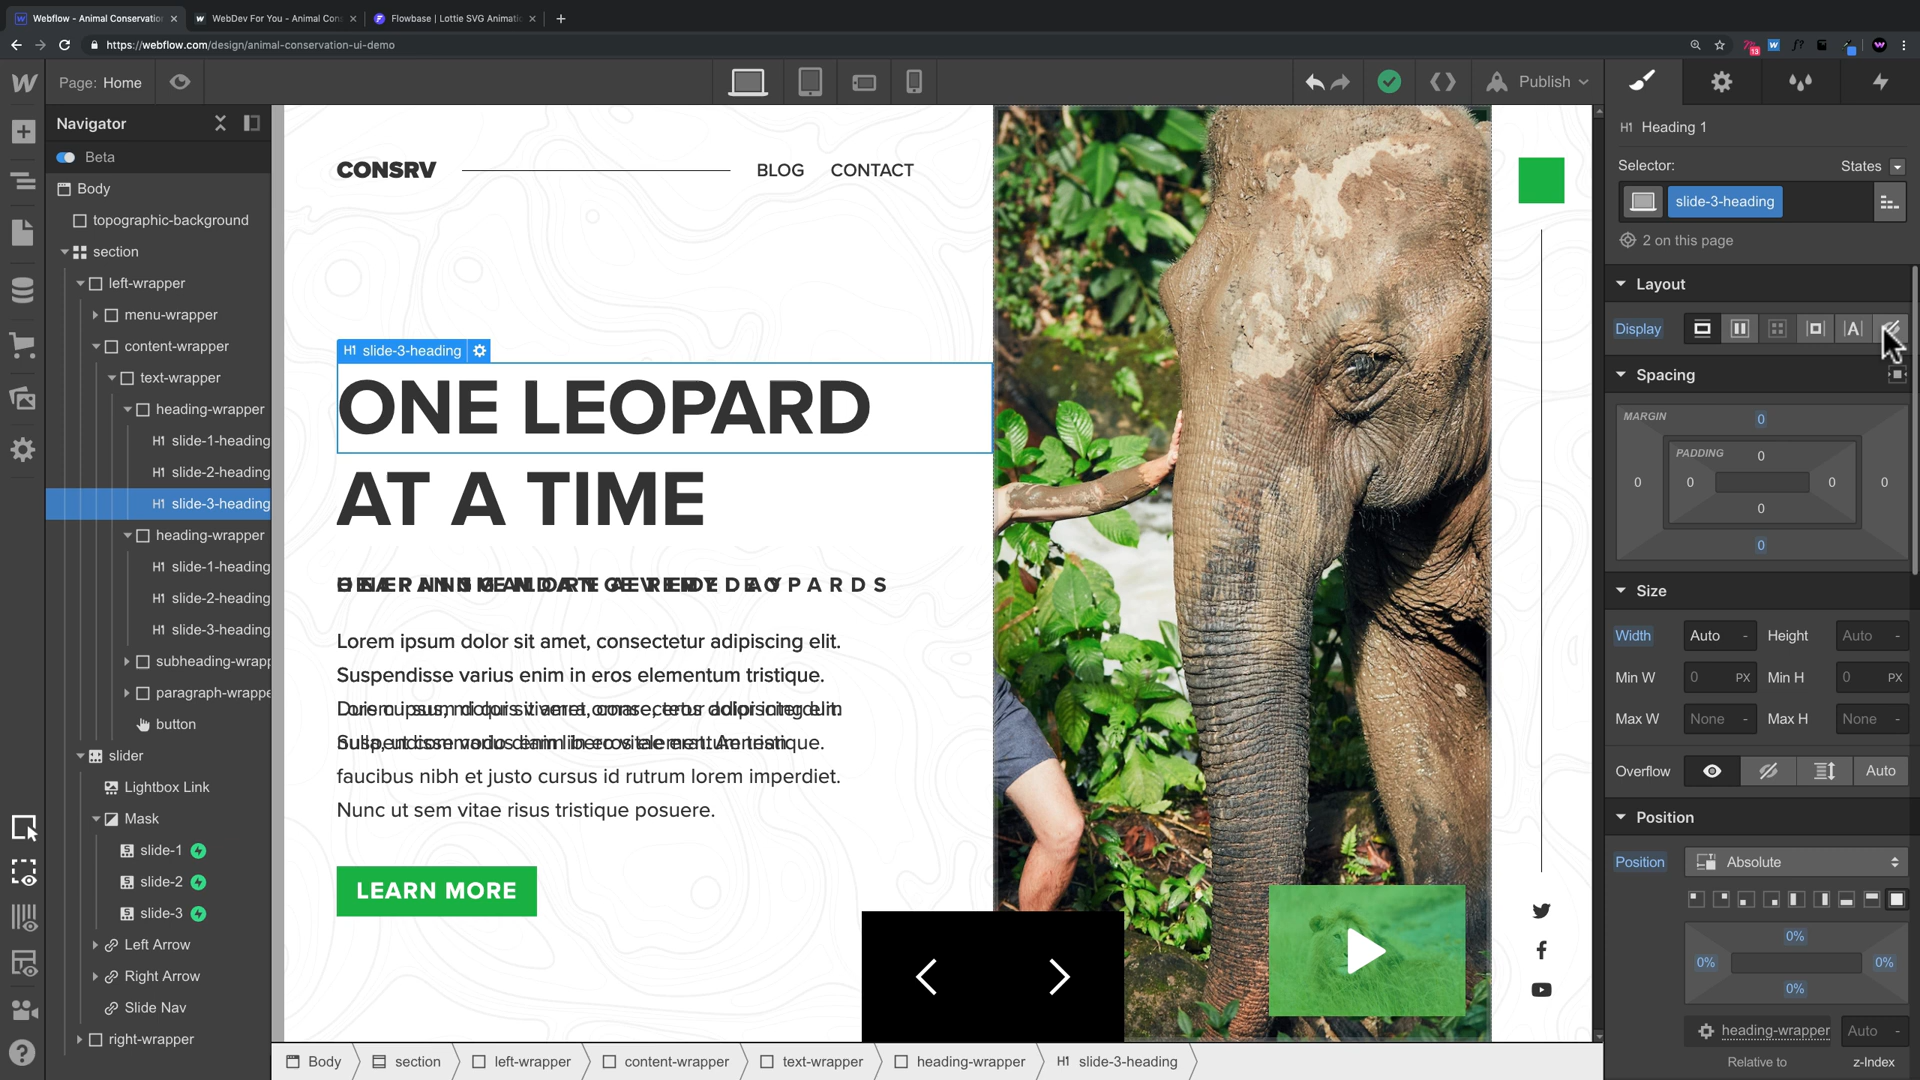 Webflow - Animal Conservatio
WebDev For You - Animal Con
Flowbase | Lottie SVG Animati
https://webflow.com/design/animal-conservation-ui-demo
13
Page: Home
Publish
Navigator
Beta
Body
topographic-background
section
left-wrapper
menu-wrapper
content-wrapper
text-wrapper
heading-wrapper
H1 slide-1-heading
H1 slide-2-heading
H1 slide-3-heading
heading-wrapper
H1 slide-1-heading
H1 slide-2-heading
H1 slide-3-heading
subheading-wrapp
paragraph-wrappe
button
slider
Lightbox Link
Mask
slide-1
slide-2
slide-3
Left Arrow
Right Arrow
Slide Nav
right-wrapper
CONSRV
BLOG CONTACT
H1 slide-3-heading
ONE LEOPARD
AT A TIME
Lorem ipsum dolor sit amet, consectetur adipiscing elit.
Suspendisse varius enim in eros elementum tristique.
faucibus nibh et justo cursus id rutrum lorem imperdiet.
Nunc ut sem vitae risus tristique posuere.
LEARN MORE
H1 Heading 1
Selector: States
slide-3-heading
2 on this page
Layout
Display
Spacing
MARGIN
0
PADDING
0
0 0 0 0
0
0
Size
Width Auto - Height Auto -
Min W 0 PX Min H 0 PX
Max W None - Max H None -
Overflow Auto
Position
Position Absolute
0%
0% 0%
0%
heading-wrapper Auto -
Relative to z-Index
Body section left-wrapper content-wrapper text-wrapper heading-wrapper H1 slide-3-heading